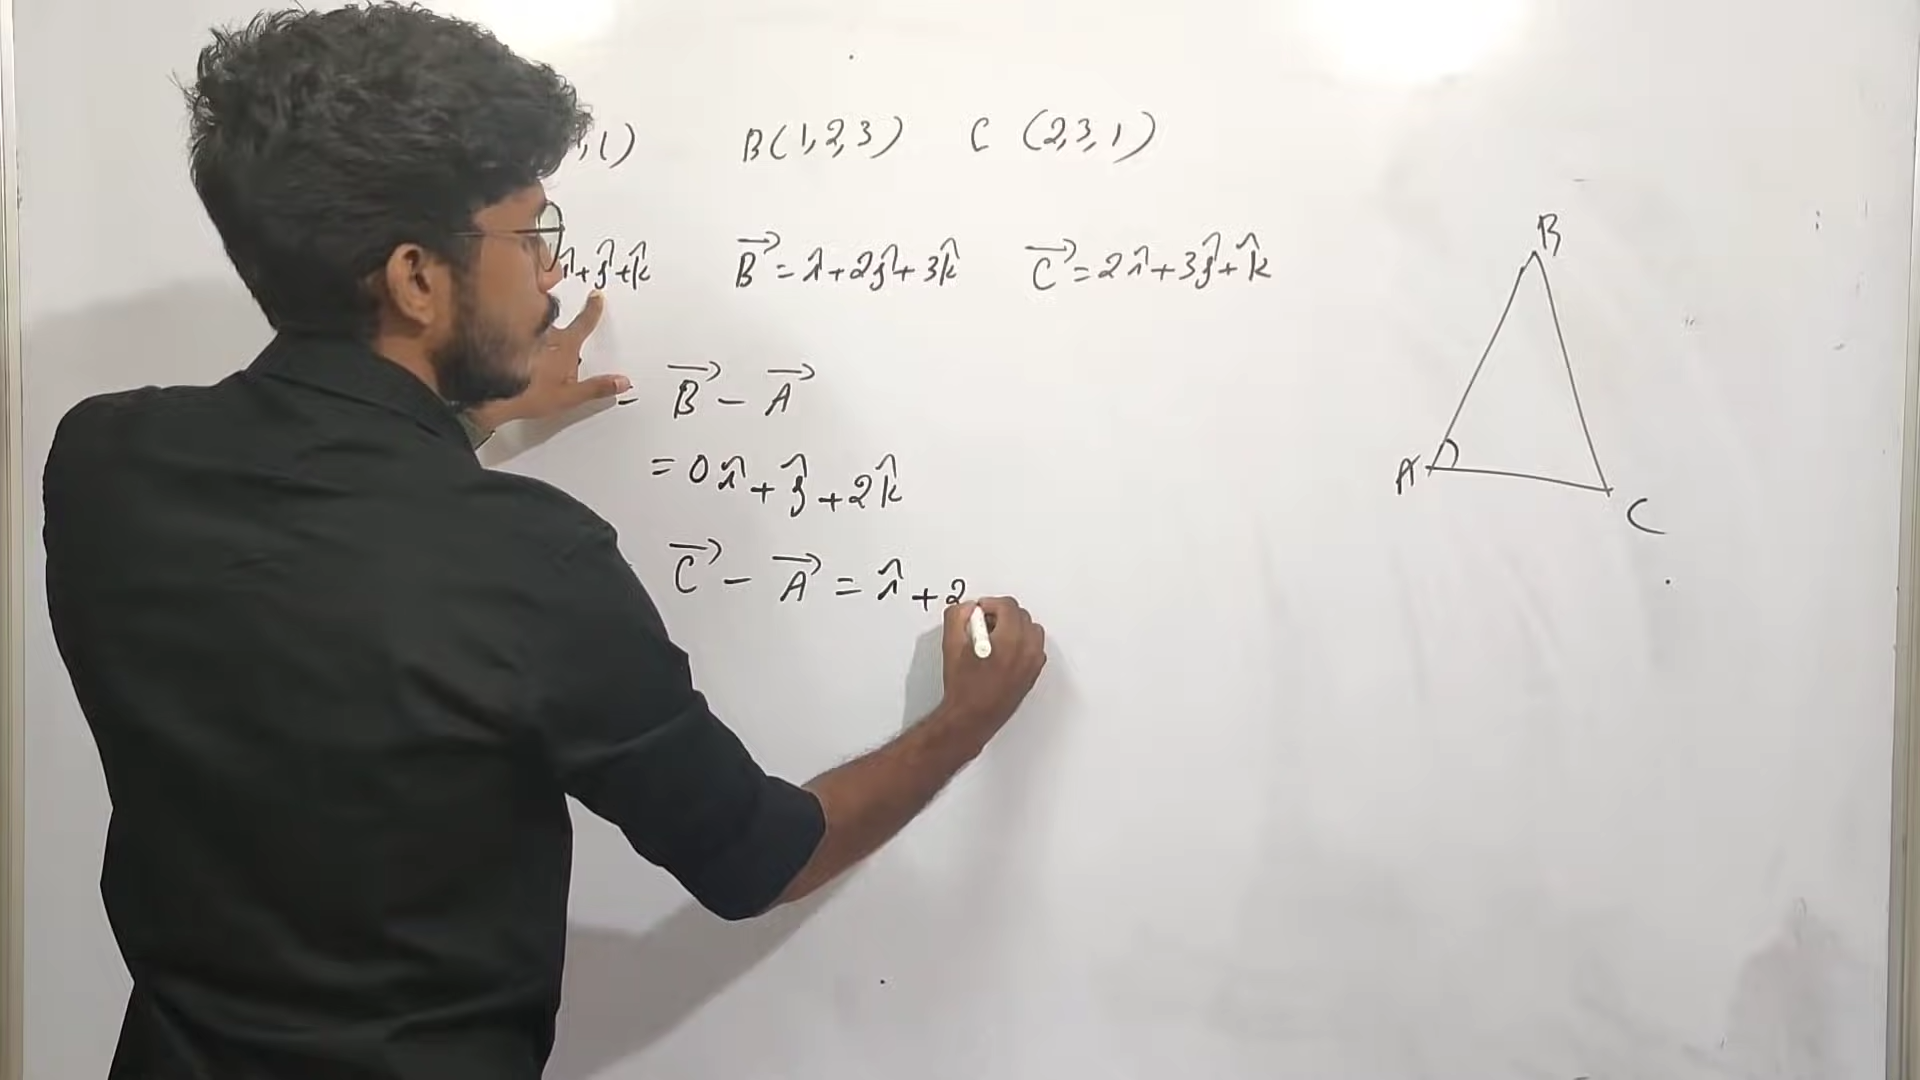 ,1) B(1,2,3) C (2,3,1)
î+ĵ+k̂ B⃗ = î+2ĵ+3k̂ C⃗ = 2î+3ĵ+k̂
= B⃗ - A⃗
= 0î + ĵ + 2k̂
C⃗ - A⃗ = î + 2
B
A
C